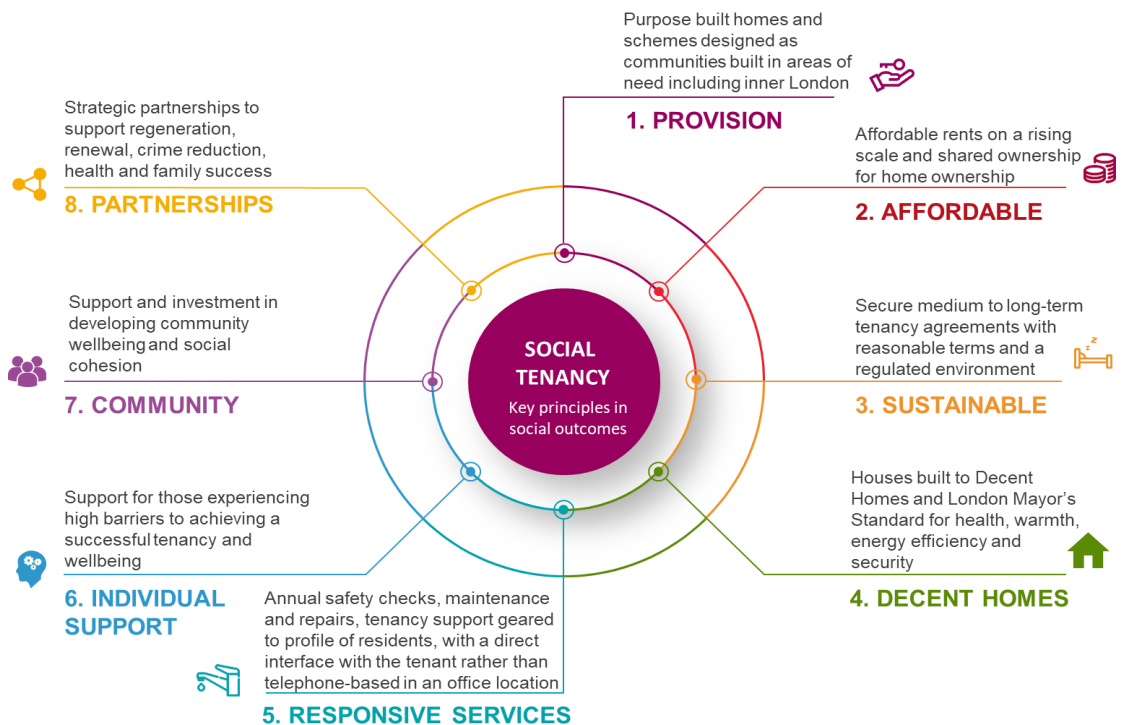 Purpose built homes and
schemes designed as
communities built in areas of
need including inner London
1. PROVISION
Affordable rents on a rising
scale and shared ownership
for home ownership
2. AFFORDABLE
Secure medium to long-term
tenancy agreements with
reasonable terms and a
regulated environment
3. SUSTAINABLE
Houses built to Decent
Homes and London Mayor's
Standard for health, warmth,
energy efficiency and
security
4. DECENT HOMES
Annual safety checks, maintenance
and repairs, tenancy support geared
to profile of residents, with a direct
interface with the tenant rather than
telephone-based in an office location
5. RESPONSIVE SERVICES
Support for those experiencing
high barriers to achieving a
successful tenancy and
wellbeing
6. INDIVIDUAL
SUPPORT
Support and investment in
developing community
wellbeing and social
cohesion
7. COMMUNITY
Strategic partnerships to
support regeneration,
renewal, crime reduction,
health and family success
8. PARTNERSHIPS
SOCIAL
TENANCY
Key principles in
social outcomes
z
z